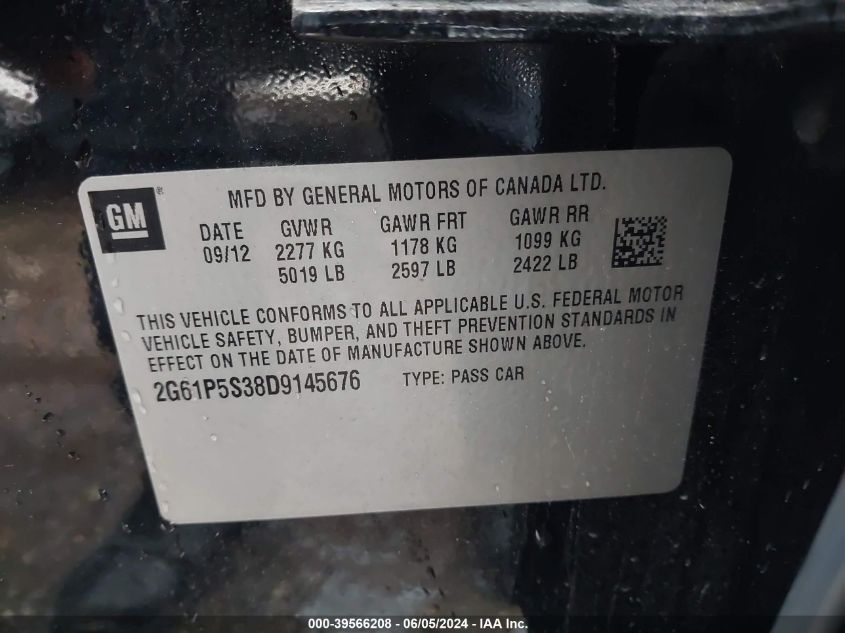 GM ®
MFD BY GENERAL MOTORS OF CANADA LTD.
DATE GVWR GAWR FRT GAWR RR
09/12 2277 KG 1178 KG 1099 KG
5019 LB 2597 LB 2422 LB
THIS VEHICLE CONFORMS TO ALL APPLICABLE U.S. FEDERAL MOTOR
VEHICLE SAFETY, BUMPER, AND THEFT PREVENTION STANDARDS IN
EFFECT ON THE DATE OF MANUFACTURE SHOWN ABOVE.
2G61P5S38D9145676 TYPE: PASS CAR
000-39566208 - 06/05/2024 - IAA Inc.